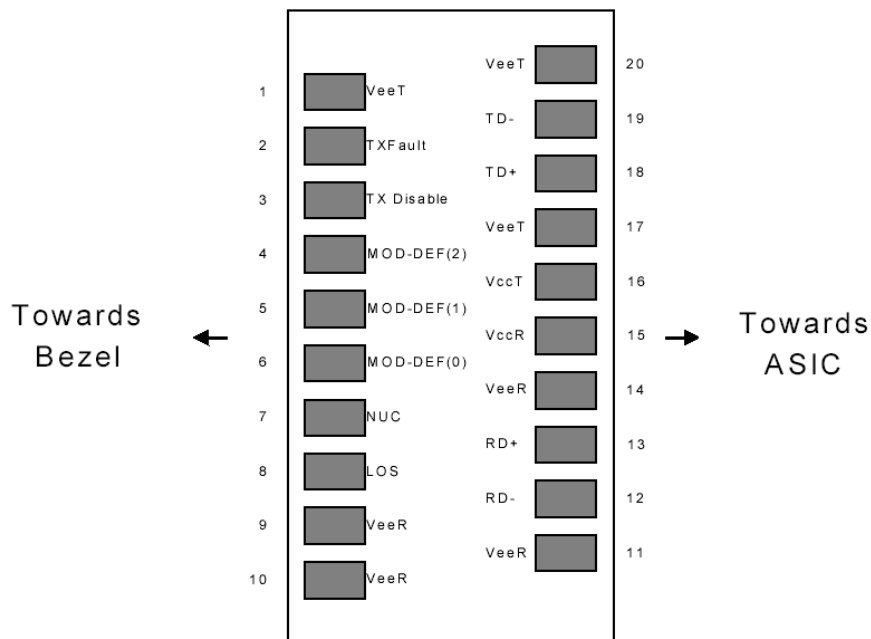 Towards
Bezel
1 VeeT
2 TXFault
3 TX Disable
4 MOD-DEF(2)
5 MOD-DEF(1)
6 MOD-DEF(0)
7 NUC
8 LOS
9 VeeR
10 VeeR
VeeT 20
TD- 19
TD+ 18
VeeT 17
VccT 16
VccR 15
VeeR 14
RD+ 13
RD- 12
VeeR 11
Towards
ASIC